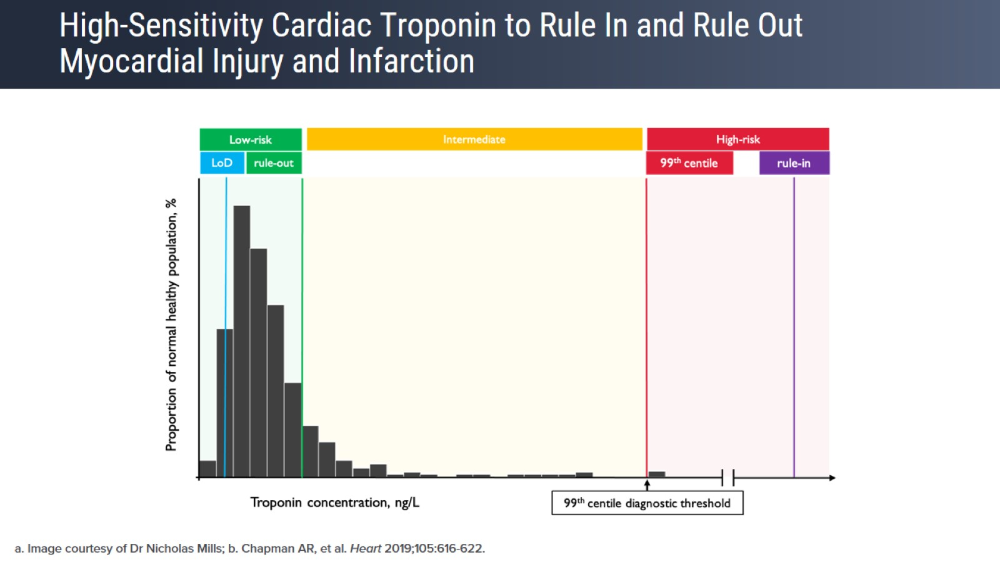 High-Sensitivity Cardiac Troponin to Rule In and Rule Out
Myocardial Injury and Infarction
Low-risk
Intermediate
High-risk
LoD
rule-out
99th centile
rule-in
Proportion of normal healthy population, %
Troponin concentration, ng/L
99th centile diagnostic threshold
a. Image courtesy of Dr Nicholas Mills; b. Chapman AR, et al. Heart 2019;105:616-622.